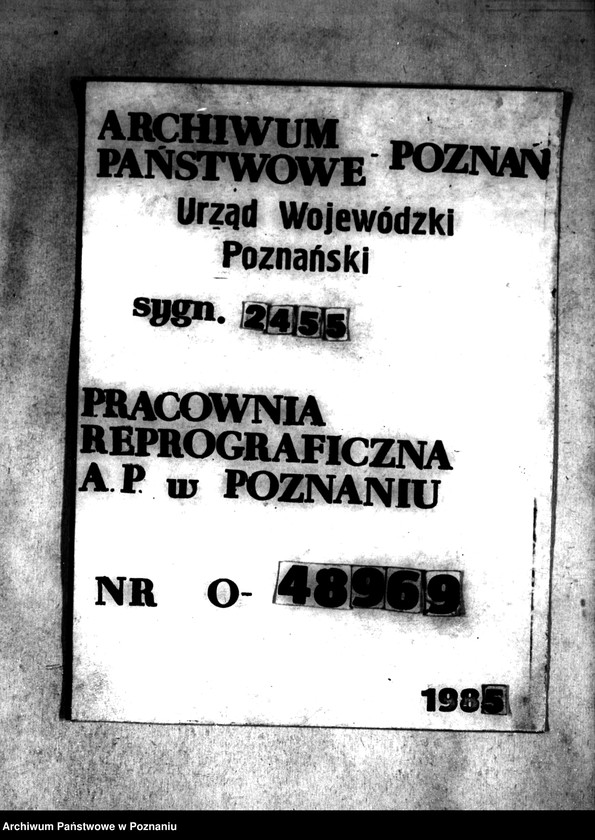 ARCHIWUM
PAŃSTWOWE - POZNAŃ
Urząd Wojewódzki
Poznański
sygn. 2455
PRACOWNIA
REPROGRAFICZNA
A.P. w POZNANIU
NR O- 48969
1985
Archiwum Państwowe w Poznaniu